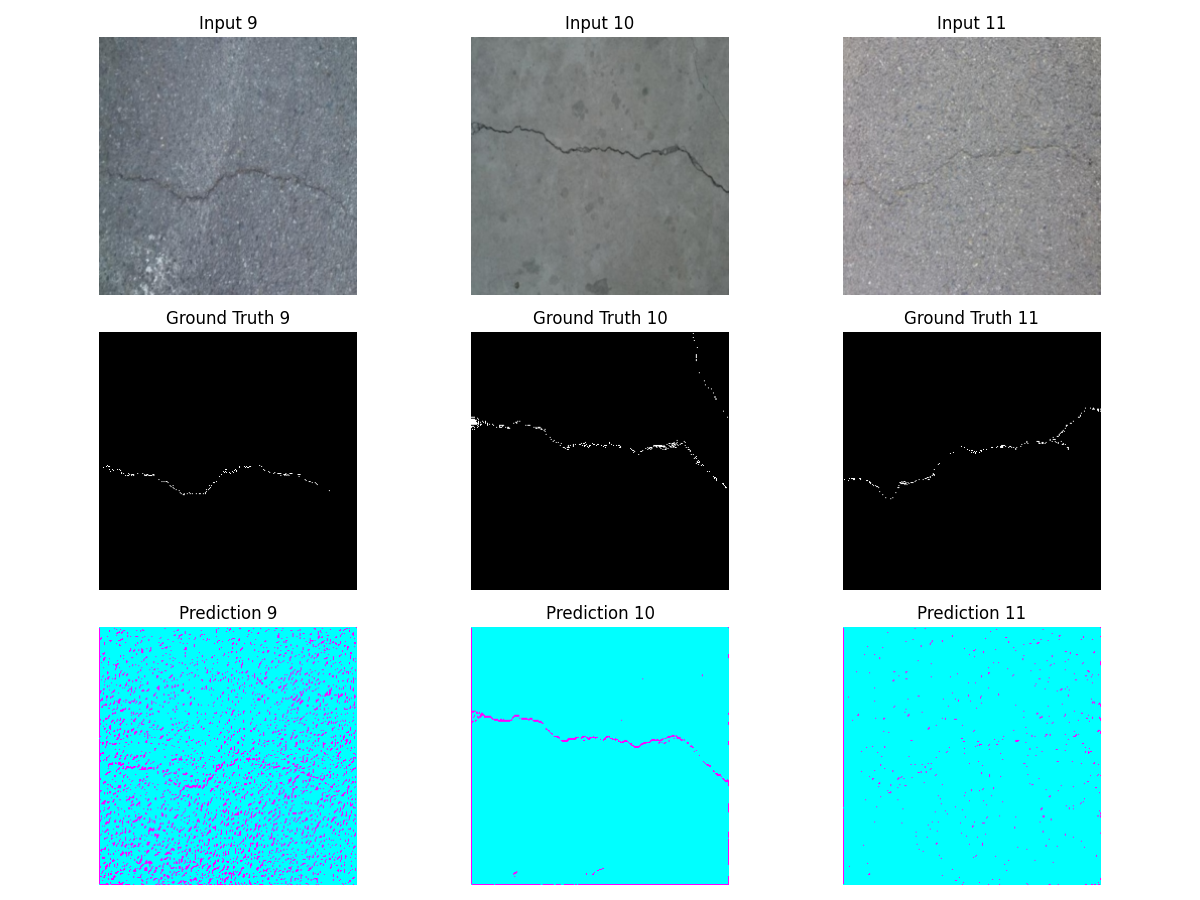 Input 9
Input 10
Input 11
Ground Truth 9
Ground Truth 10
Ground Truth 11
Prediction 9
Prediction 10
Prediction 11